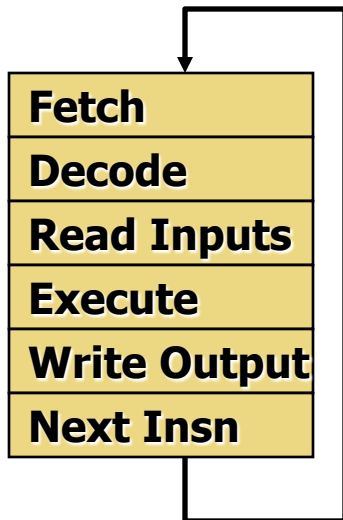 Fetch
Decode
Read Inputs
Execute
Write Output
Next Insn